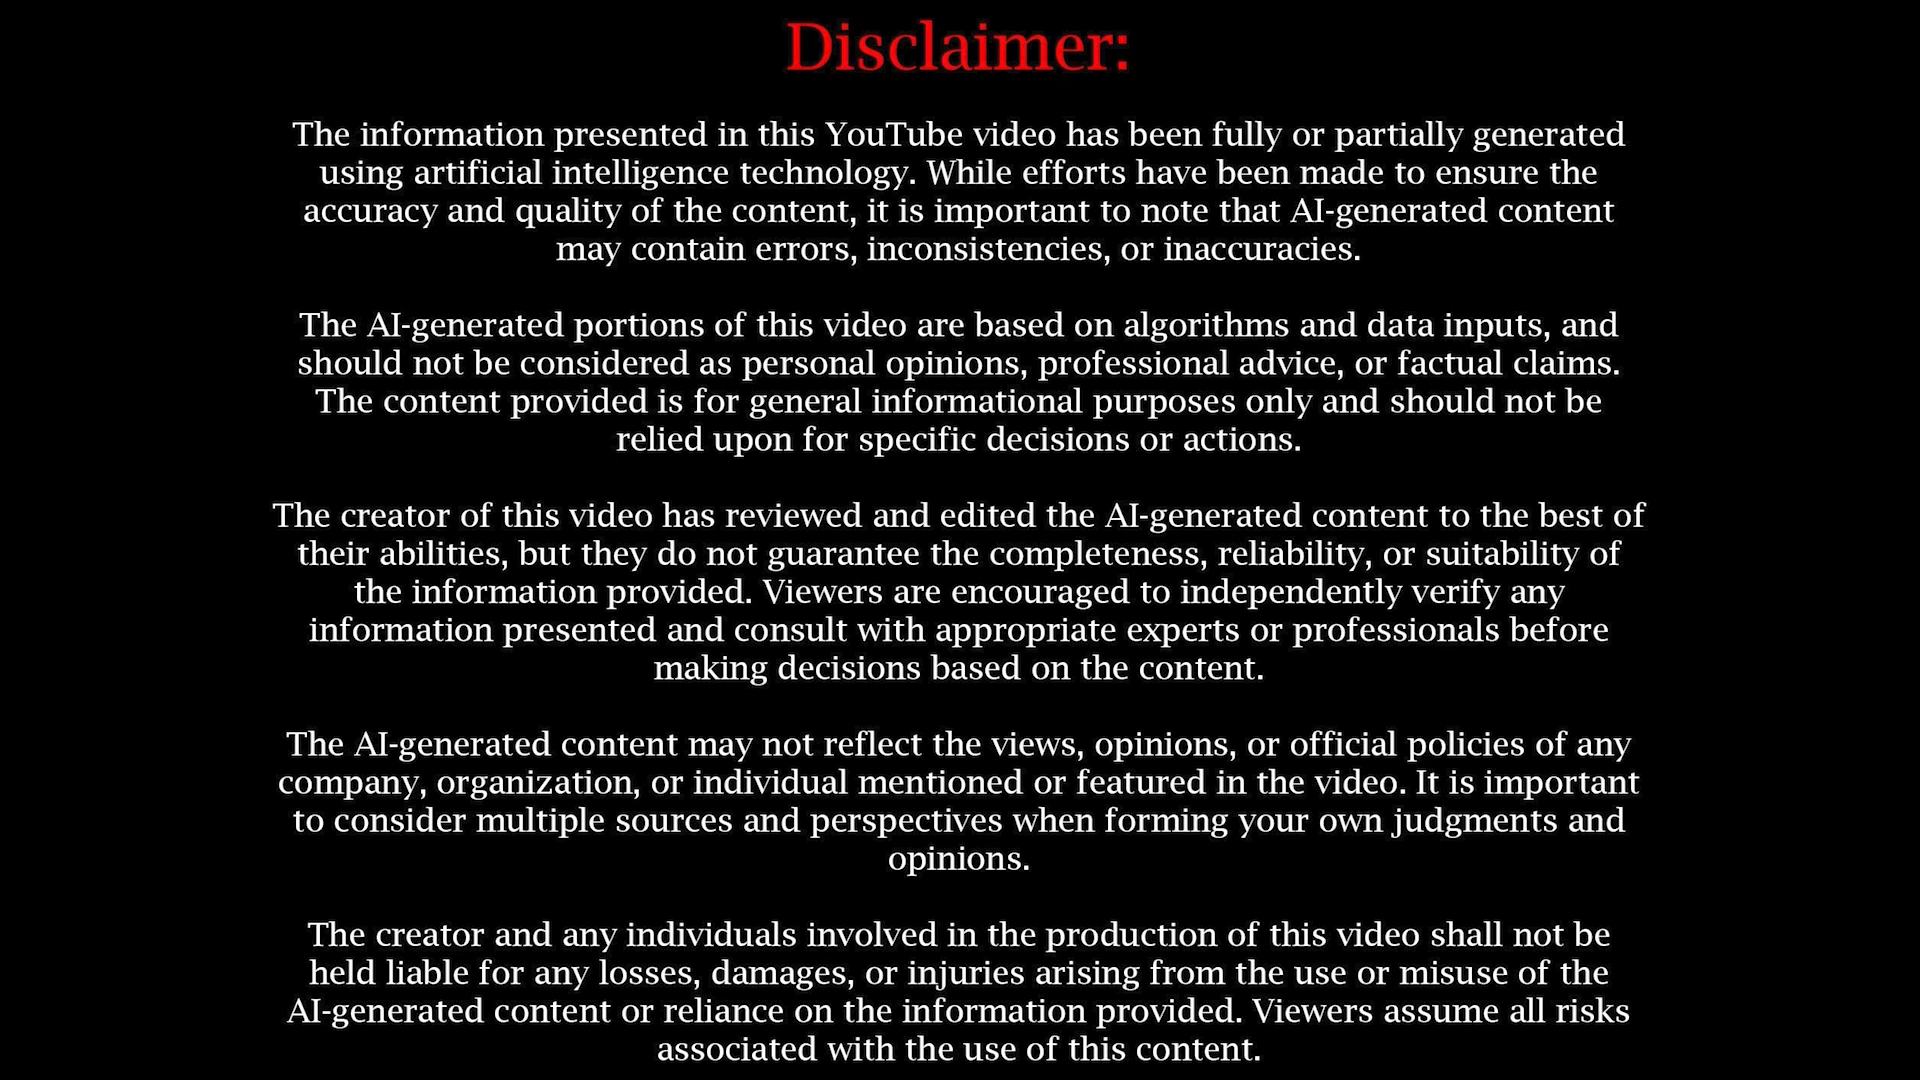 Disclaimer:
The information presented in this YouTube video has been fully or partially generated
using artificial intelligence technology. While efforts have been made to ensure the
accuracy and quality of the content, it is important to note that AI-generated content
may contain errors, inconsistencies, or inaccuracies.
The AI-generated portions of this video are based on algorithms and data inputs, and
should not be considered as personal opinions, professional advice, or factual claims.
The content provided is for general informational purposes only and should not be
relied upon for specific decisions or actions.
The creator of this video has reviewed and edited the AI-generated content to the best of
their abilities, but they do not guarantee the completeness, reliability, or suitability of
the information provided. Viewers are encouraged to independently verify any
information presented and consult with appropriate experts or professionals before
making decisions based on the content.
The AI-generated content may not reflect the views, opinions, or official policies of any
company, organization, or individual mentioned or featured in the video. It is important
to consider multiple sources and perspectives when forming your own judgments and
opinions.
The creator and any individuals involved in the production of this video shall not be
held liable for any losses, damages, or injuries arising from the use or misuse of the
AI-generated content or reliance on the information provided. Viewers assume all risks
associated with the use of this content.